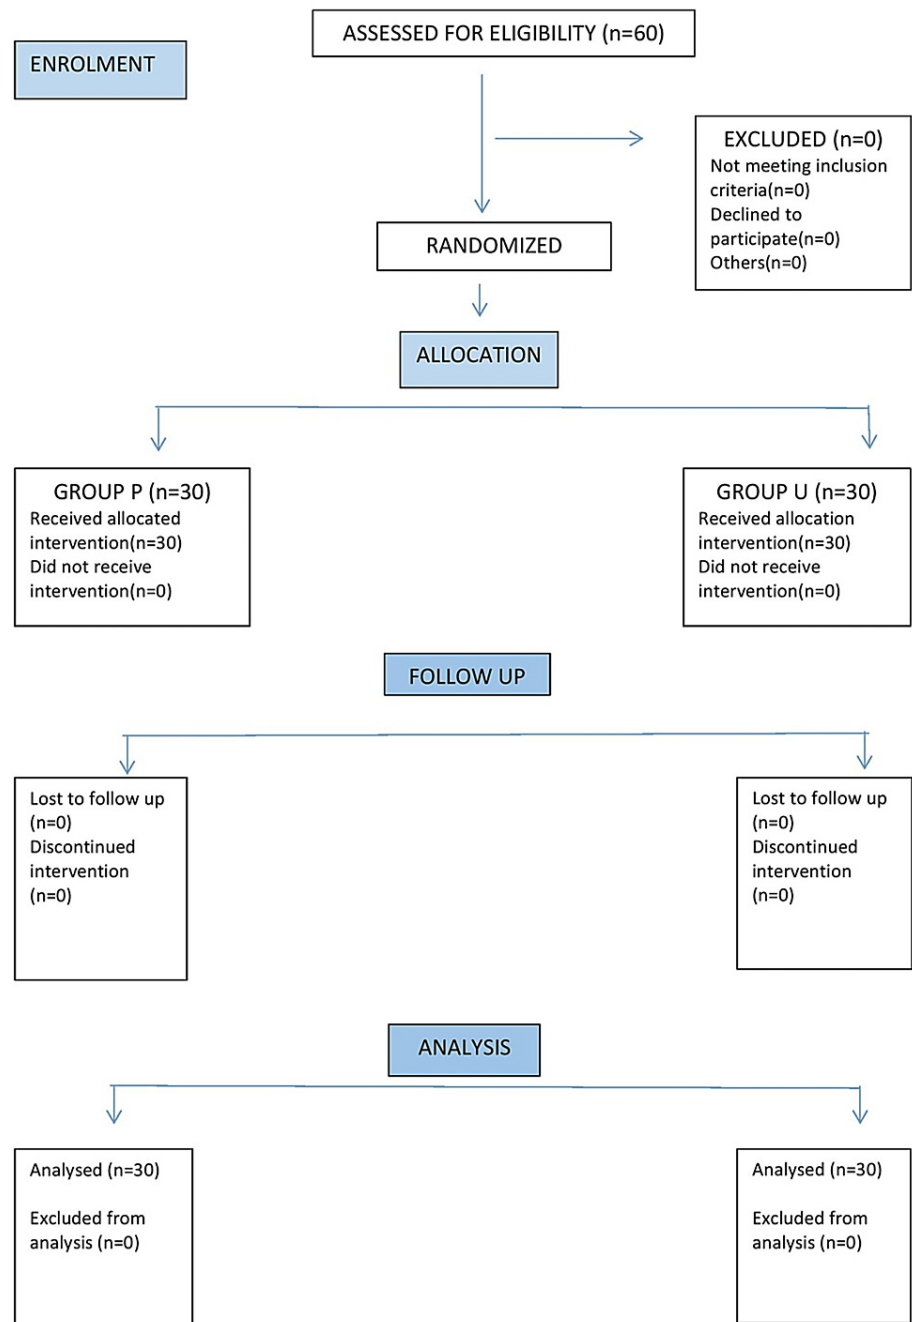 ASSESSED FOR ELIGIBILITY (n=60)
ENROLMENT
EXCLUDED (n=0)
Not meeting inclusion
criteria(n=0)
Declined to
participate(n=0)
Others(n=0)
RANDOMIZED
ALLOCATION
GROUP P (n=30)
Received allocated
intervention(n=30)
Did not receive
intervention(n=0)
GROUP U (n=30)
Received allocation
intervention(n=30)
Did not receive
intervention(n=0)
FOLLOW UP
Lost to follow up
(n=0)
Discontinued
intervention
(n=0)
Lost to follow up
(n=0)
Discontinued
intervention
(n=0)
ANALYSIS
Analysed (n=30)
Excluded from
analysis (n=0)
Analysed (n=30)
Excluded from
analysis (n=0)